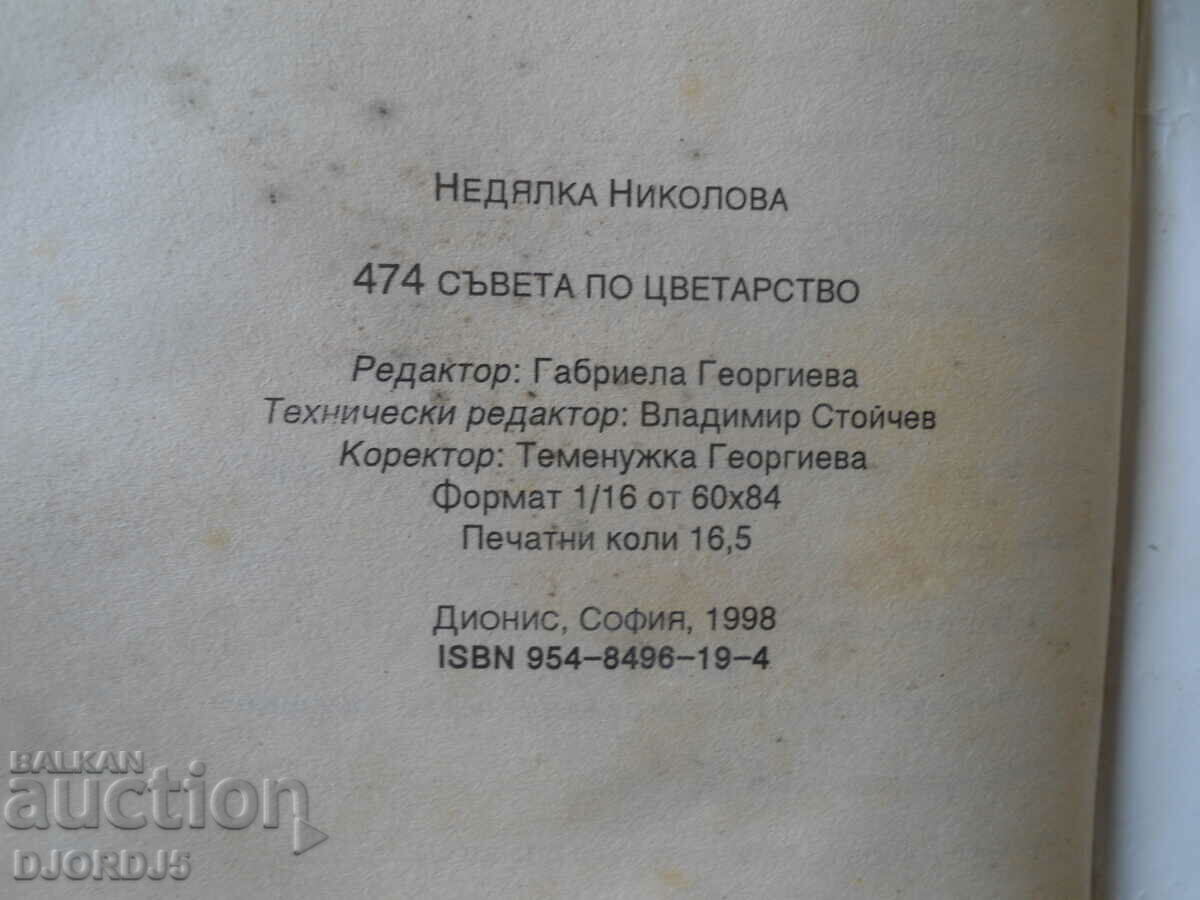 НЕДЯЛКА НИКОЛОВА
474 СЪВЕТА ПО ЦВЕТАРСТВО
Редактор: Габриела Георгиева
Технически редактор: Владимир Стойчев
Коректор: Теменужка Георгиева
Формат 1/16 от 60x84
Печатни коли 16,5
Дионис, София, 1998
ISBN 954–8496–19–4
BALKAN
auction
DJORDJ5